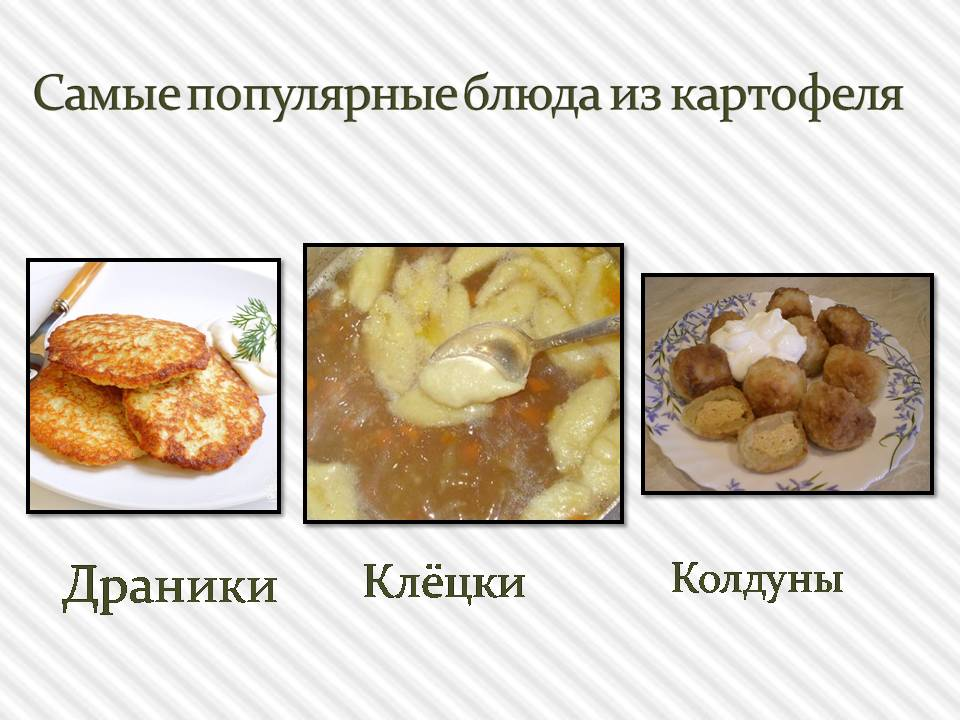 Самые популярные блюда из картофеля
Драники
Клёцки
Колдуны